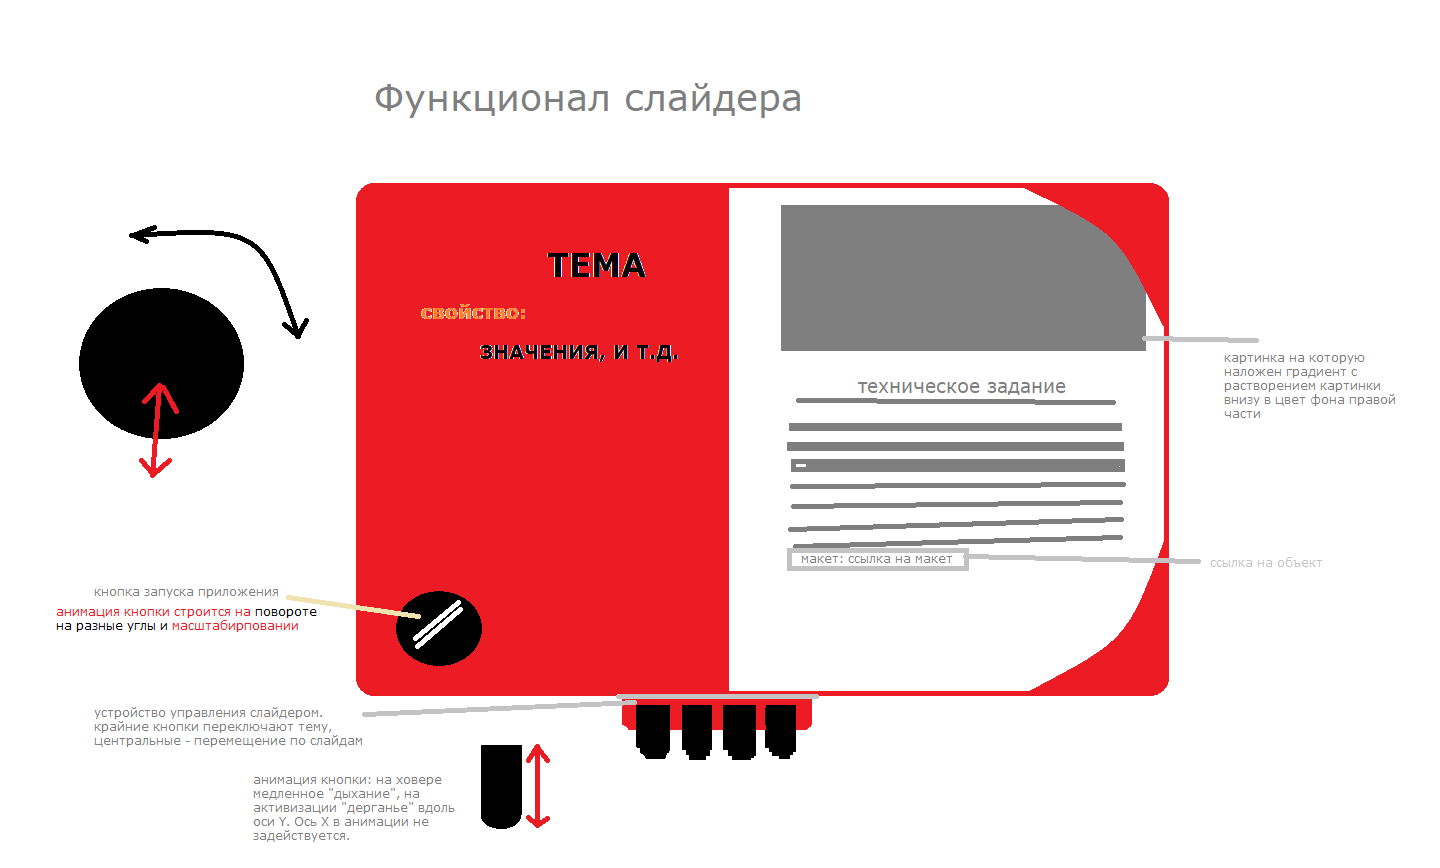 Функционал слайдера
ТЕМА
свойство:
ЗНАЧЕНИЯ, И Т.Д.
техническое задание
картинка на которую
наложен градиент с
растворением картинки
внизу в цвет фона правой
части
макет: ссылка на макет
ссылка на объект
кнопка запуска приложения
анимация кнопки строится на повороте
на разные углы и масштабирповании
устройство управления слайдером.
крайние кнопки переключают тему,
центральные - перемещение по слайдам
анимация кнопки: на ховере
медленное "дыхание", на
активизации "дерганье" вдоль
оси Y. Ось X в анимации не
задействуется.